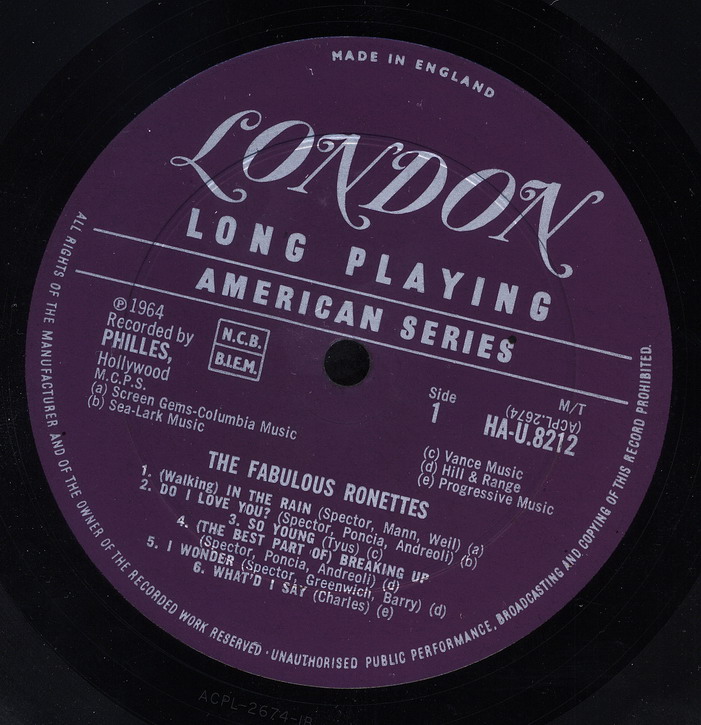 MADE IN ENGLAND
LONDON
LONG PLAYING
AMERICAN SERIES
℗ 1964
Recorded by
PHILLES,
Hollywood
M.C.P.S.
(a) Screen Gems-Columbia Music
(b) Sea-Lark Music
N.C.B.
B.I.E.M.
Side
1
T/M
(ACPL.2674)
HA-U.8212
(c) Vance Music
(d) Hill & Range
(e) Progressive Music
THE FABULOUS RONETTES
1. (Walking) IN THE RAIN (Spector, Mann, Weil) (a)
2. DO I LOVE YOU? (Spector, Poncia, Andreoli) (b)
3. SO YOUNG (Tyus) (c)
4. (THE BEST PART OF) BREAKING UP
(Spector, Poncia, Andreoli) (d)
5. I WONDER (Spector, Greenwich, Barry) (d)
6. WHAT'D I SAY (Charles) (e)
ALL RIGHTS OF THE MANUFACTURER AND OF THE OWNER OF THE RECORDED WORK RESERVED · UNAUTHORISED PUBLIC PERFORMANCE, BROADCASTING AND COPYING OF THIS RECORD PROHIBITED.
ACPL-2674-1B